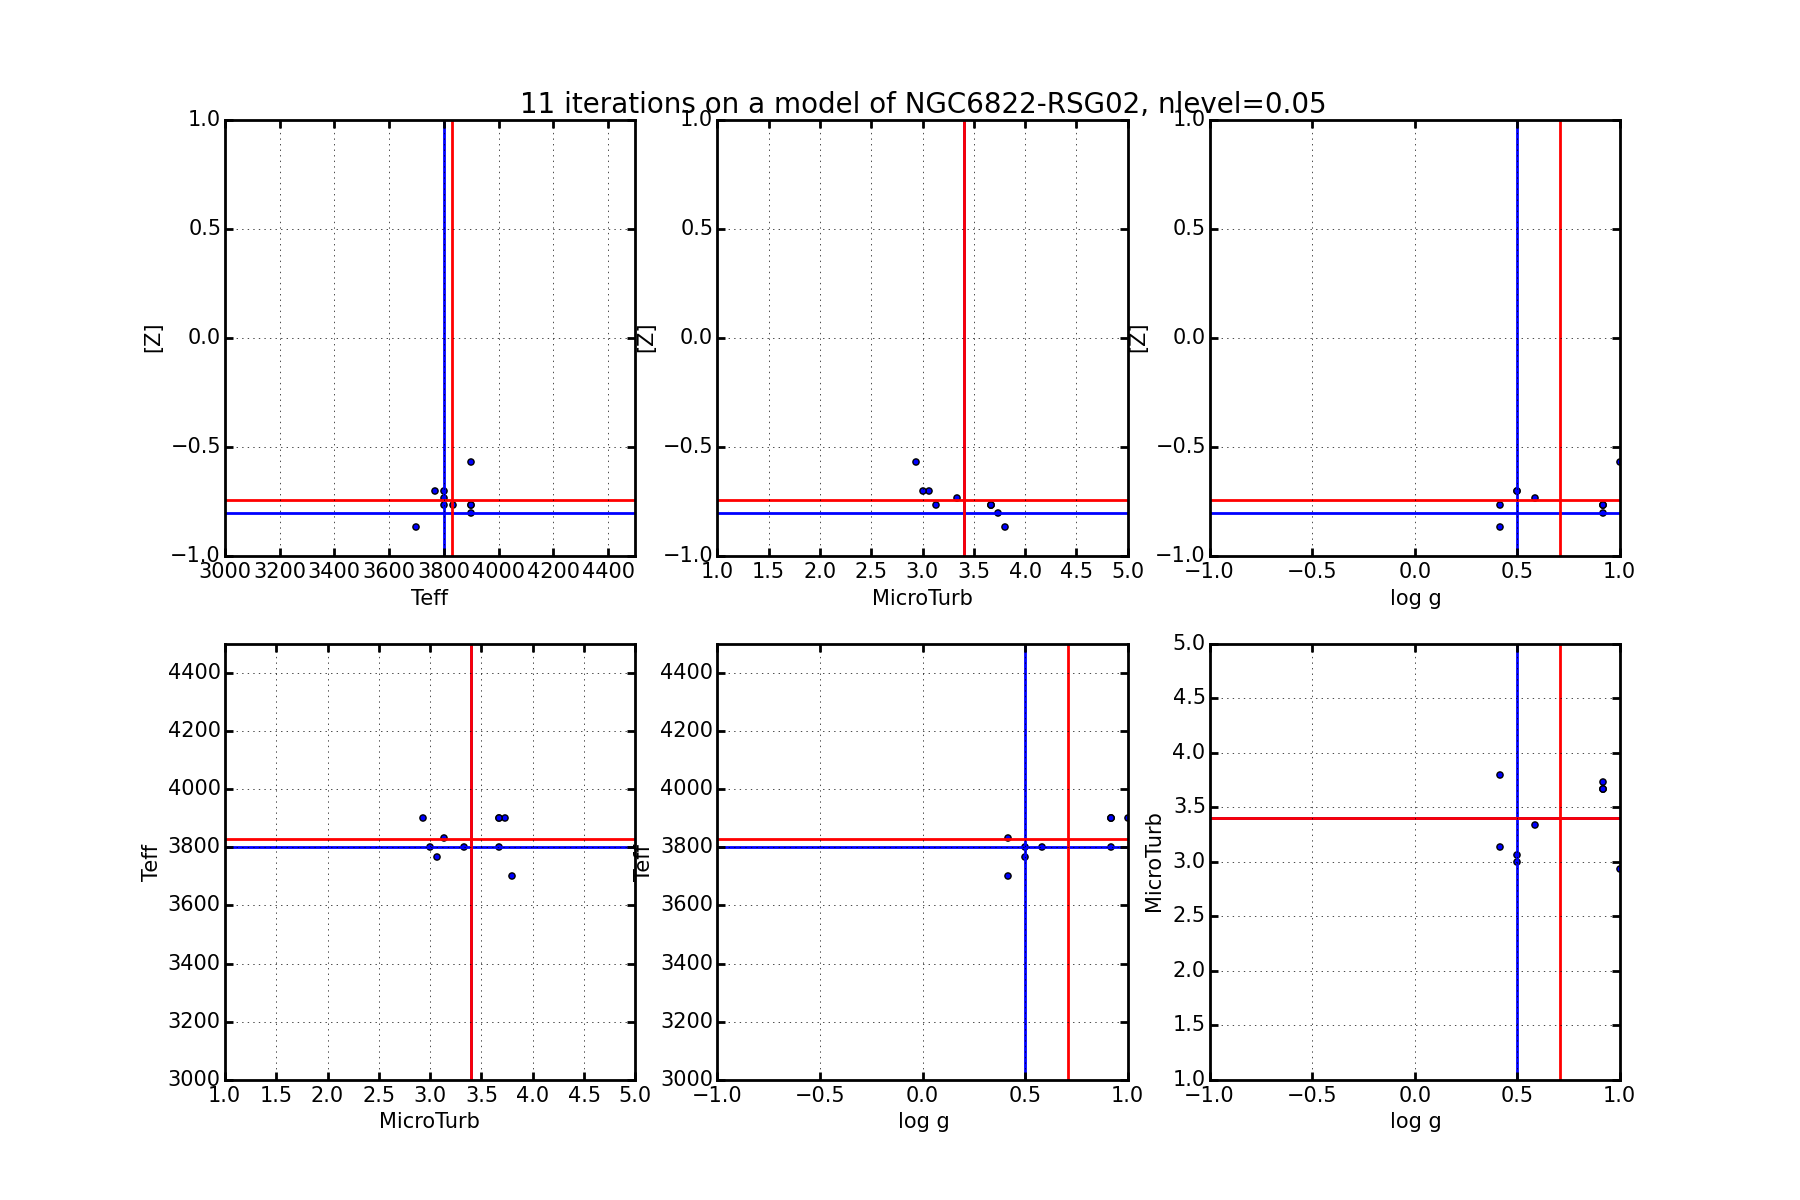 11 iterations on a model of NGC6822-RSG02, nlevel=0.05
1.0 0.5 0.0 −0.5 −1.0
[Z]
3000 3200 3400 3600 3800 4000 4200 4400
Teff
1.0 0.5 0.0 −0.5 −1.0
[Z]
1.0 1.5 2.0 2.5 3.0 3.5 4.0 4.5 5.0
MicroTurb
1.0 0.5 0.0 −0.5 −1.0
[Z]
−1.0 −0.5 0.0 0.5 1.0
log g
4400 4200 4000 3800 3600 3400 3200 3000
Teff
1.0 1.5 2.0 2.5 3.0 3.5 4.0 4.5 5.0
MicroTurb
4400 4200 4000 3800 3600 3400 3200 3000
Teff
−1.0 −0.5 0.0 0.5 1.0
log g
5.0 4.5 4.0 3.5 3.0 2.5 2.0 1.5 1.0
MicroTurb
−1.0 −0.5 0.0 0.5 1.0
log g